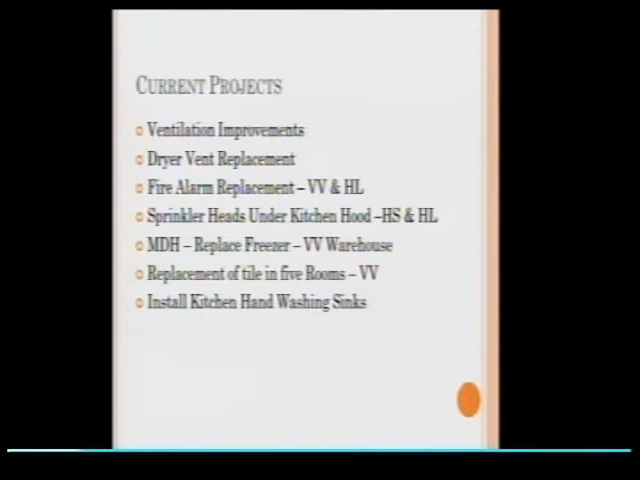 CURRENT PROJECTS
Ventilation Improvements
Dryer Vent Replacement
Fire Alarm Replacement – VV & HL
Sprinkler Heads Under Kitchen Hood –HS & HL
MDH – Replace Freezer – VV Warehouse
Replacement of tile in five Rooms – VV
Install Kitchen Hand Washing Sinks